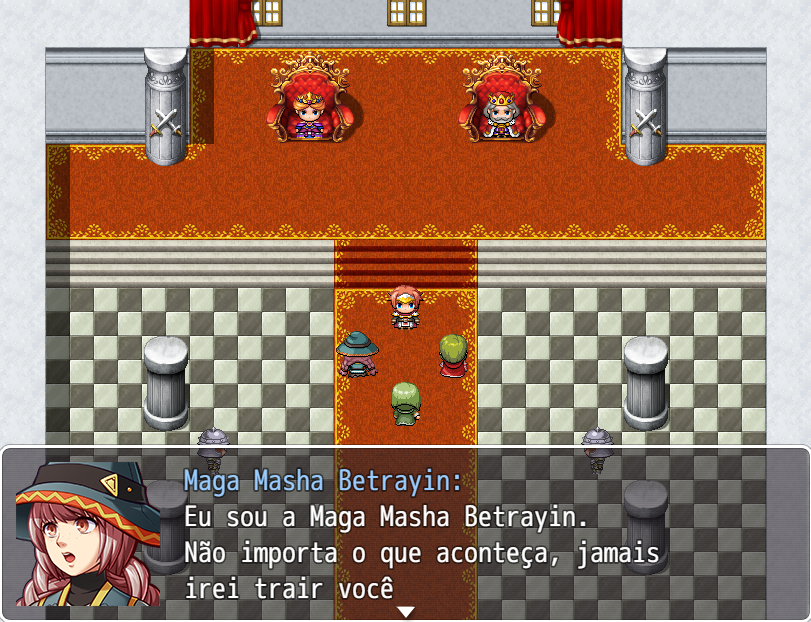 Maga Masha Betrayin:
Eu sou a Maga Masha Betrayin.
Não importa o que aconteça, jamais
irei trair você